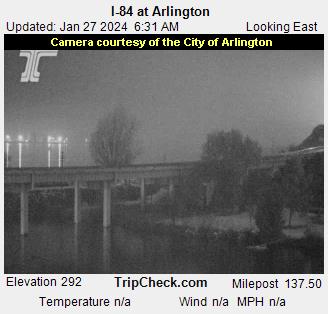 I-84 at Arlington
Updated: Jan 27 2024 6:31 AM Looking East
Camera courtesy of the City of Arlington
Elevation 292 TripCheck.com Milepost 137.50
Temperature n/a Wind n/a MPH n/a